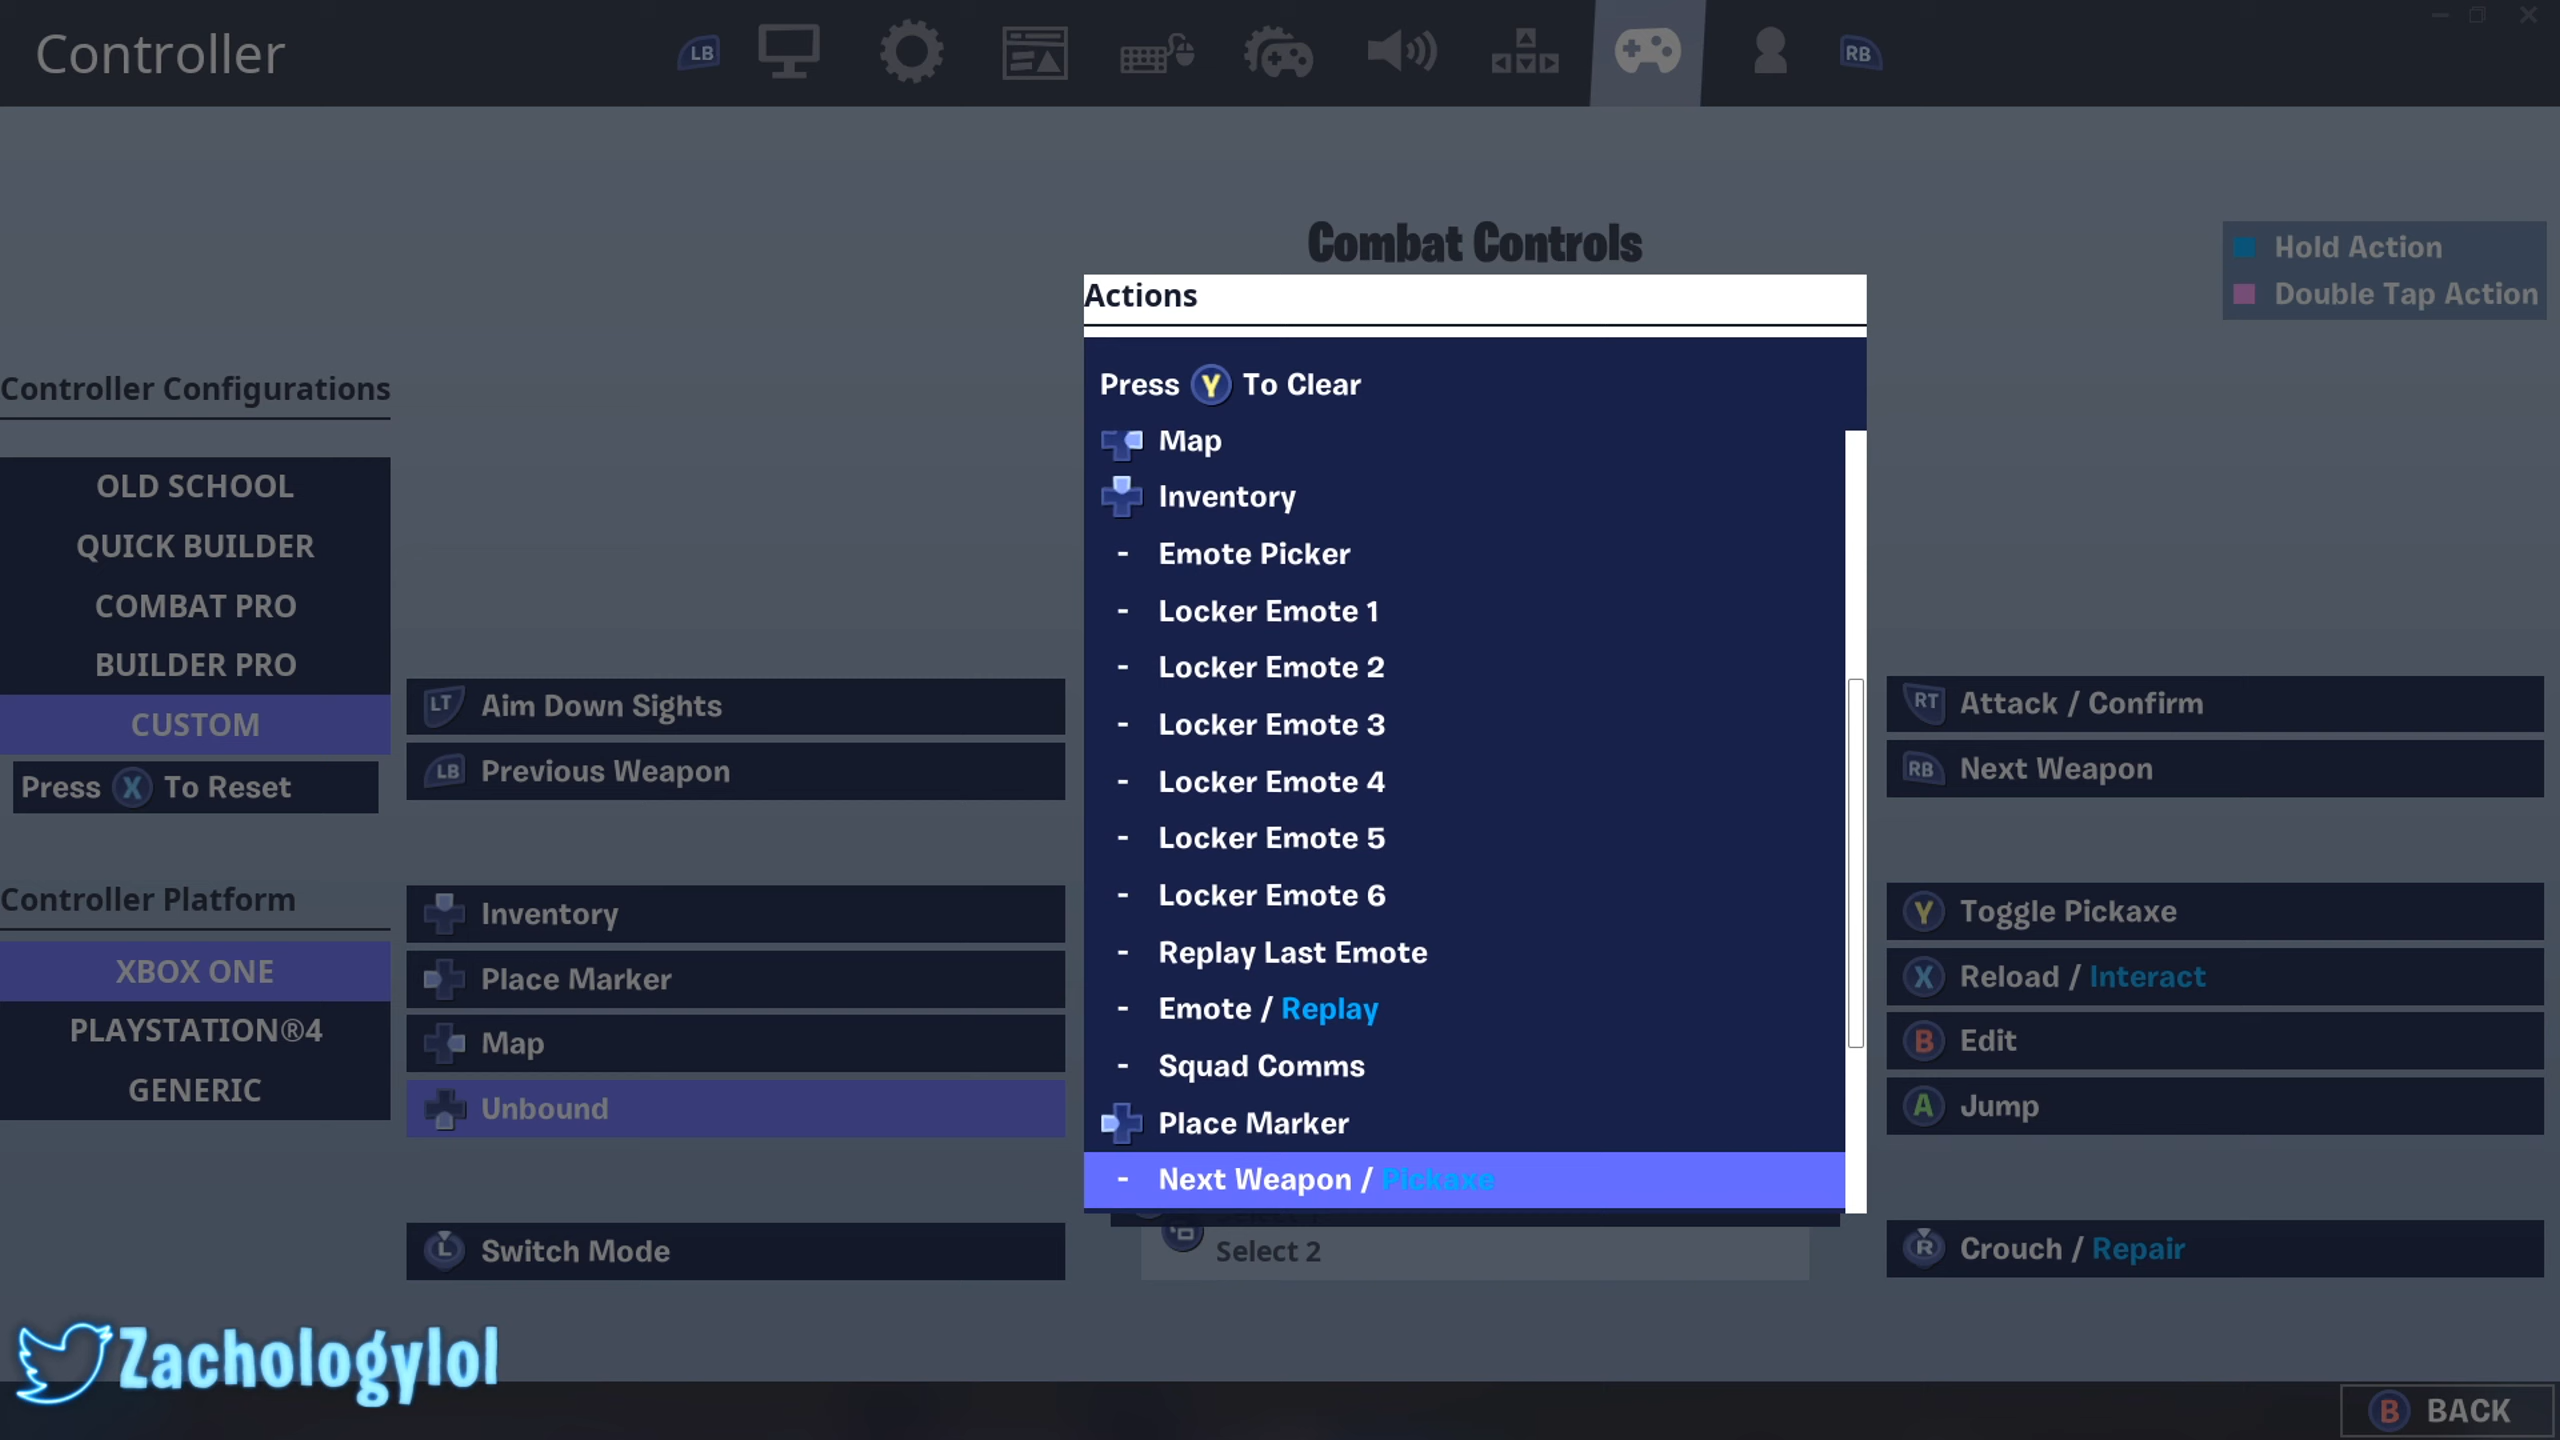 Controller
LB
RB
Combat Controls
Hold Action
Double Tap Action
Controller Configurations
OLD SCHOOL
QUICK BUILDER
COMBAT PRO
BUILDER PRO
CUSTOM
Press X To Reset
Controller Platform
XBOX ONE
PLAYSTATION®4
GENERIC
LT Aim Down Sights
LB Previous Weapon
Inventory
Place Marker
Map
Unbound
L Switch Mode
Actions
Press Y To Clear
Map
Inventory
- Emote Picker
- Locker Emote 1
- Locker Emote 2
- Locker Emote 3
- Locker Emote 4
- Locker Emote 5
- Locker Emote 6
- Replay Last Emote
- Emote / Replay
- Squad Comms
Place Marker
- Next Weapon / Pickaxe
Select 2
RT Attack / Confirm
RB Next Weapon
Y Toggle Pickaxe
X Reload / Interact
B Edit
A Jump
R Crouch / Repair
Zachologylol
B BACK